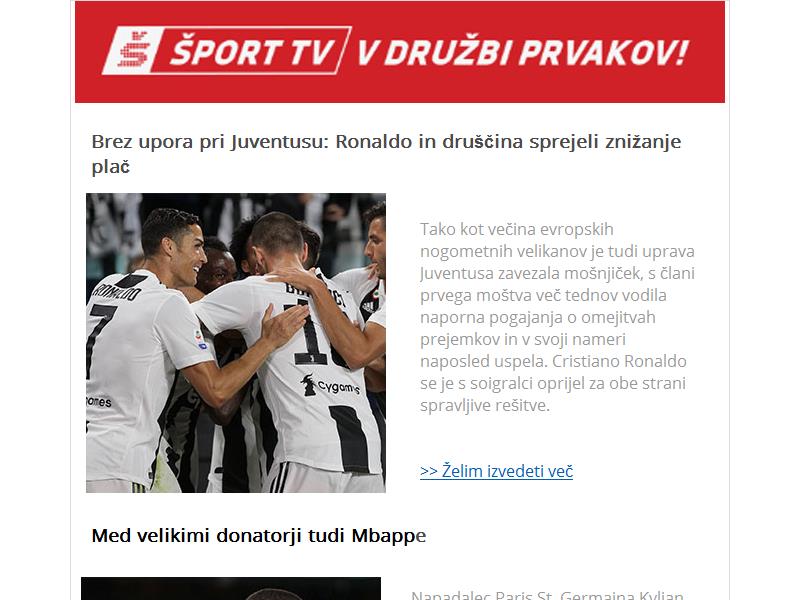 ŠPORT TV V DRUŽBI PRVAKOV!
Brez upora pri Juventusu: Ronaldo in druščina sprejeli znižanje
plač
RONALDO
7
19
Cygames
Tako kot večina evropskih
nogometnih velikanov je tudi uprava
Juventusa zavezala mošnjiček, s člani
prvega moštva več tednov vodila
naporna pogajanja o omejitvah
prejemkov in v svoji nameri
naposled uspela. Cristiano Ronaldo
se je s soigralci oprijel za obe strani
spravljive rešitve.
>> Želim izvedeti več
Med velikimi donatorji tudi Mbappe
Napadalec Paris St. Germaina Kylian